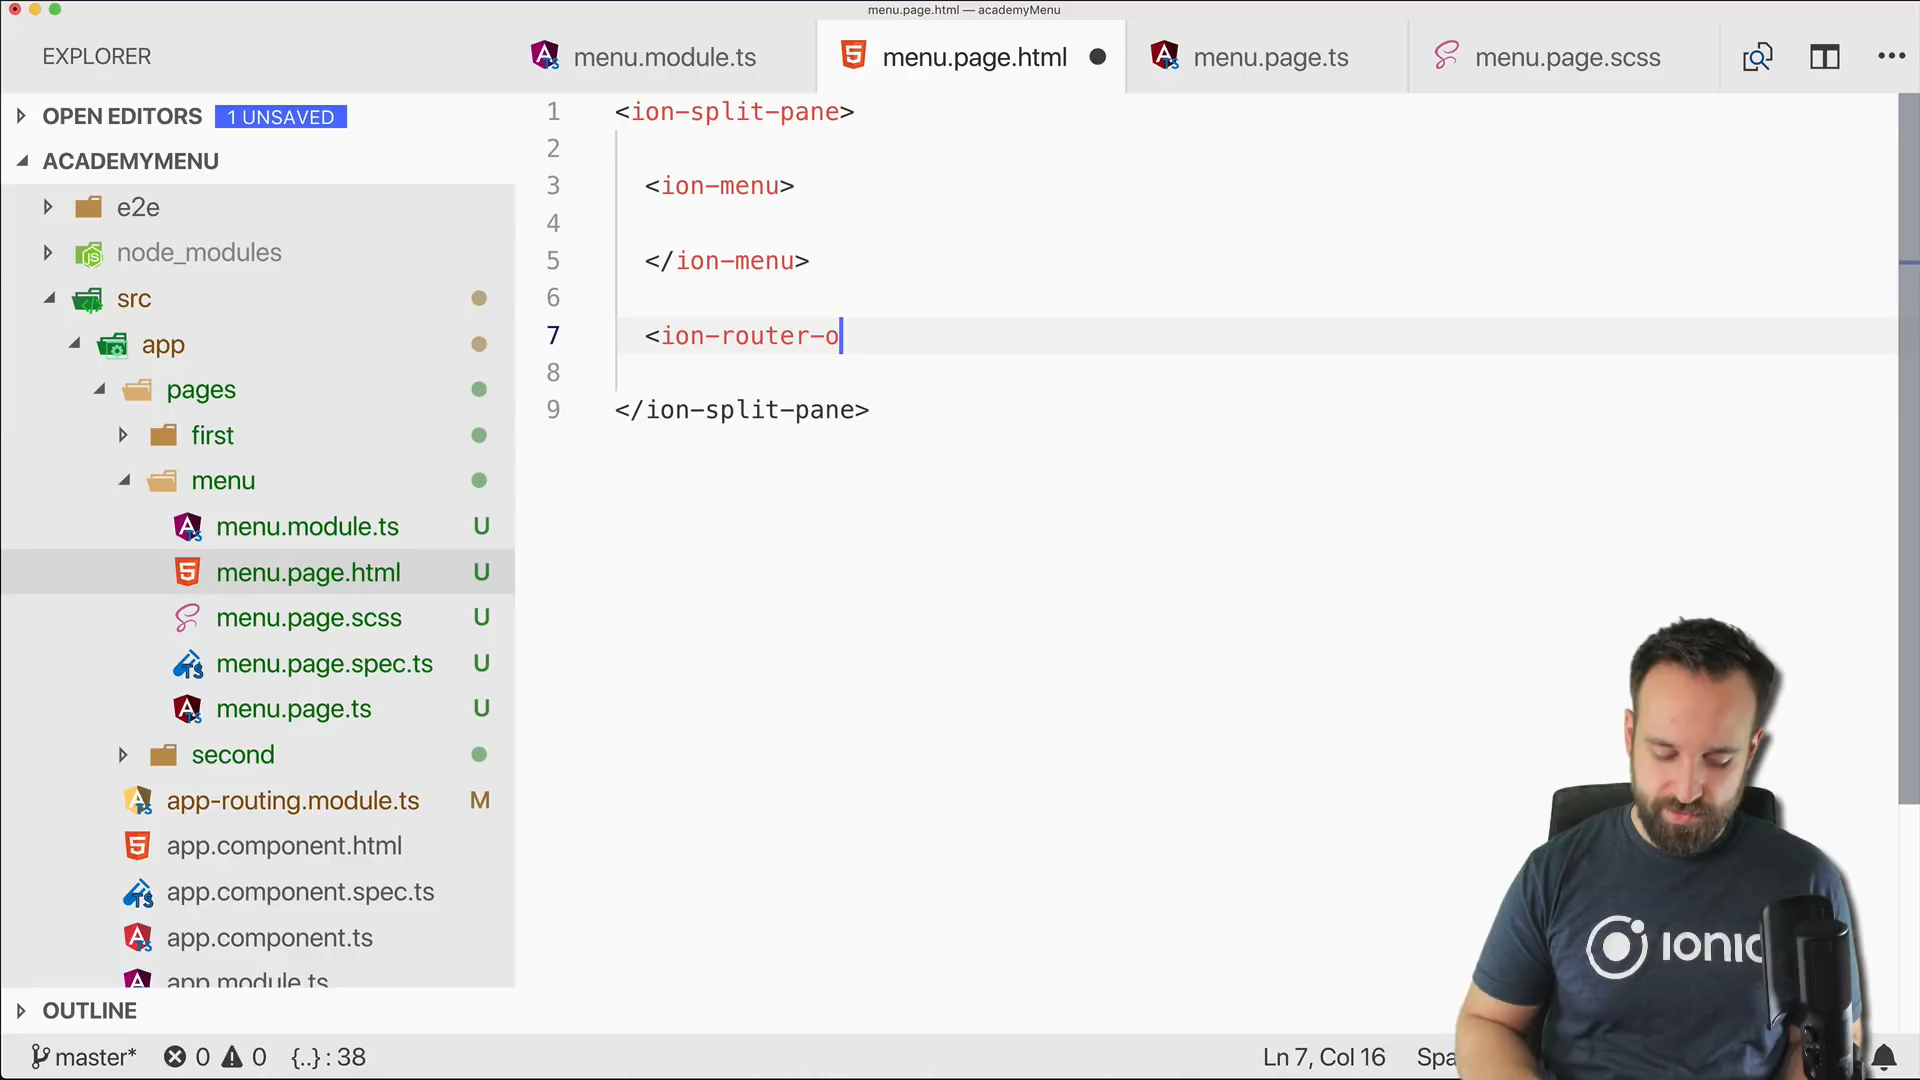 menu.page.html — academyMenu
EXPLORER
menu.module.ts
menu.page.html
menu.page.ts
menu.page.scss
OPEN EDITORS 1 UNSAVED
ACADEMYMENU
e2e
node_modules
src
app
pages
first
menu
menu.module.ts U
menu.page.html U
menu.page.scss U
menu.page.spec.ts U
menu.page.ts U
second
app-routing.module.ts M
app.component.html
app.component.spec.ts
app.component.ts
app.module.ts
OUTLINE
1 <ion-split-pane>
2
3 <ion-menu>
4
5 </ion-menu>
6
7 <ion-router-o
8
9 </ion-split-pane>
ionic
master* 0 0 {..} : 38
Ln 7, Col 16